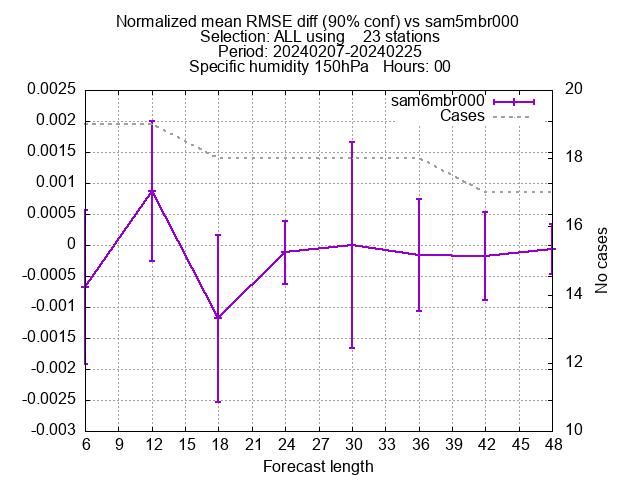 Normalized mean RMSE diff (90% conf) vs sam5mbr000
Selection: ALL using 23 stations
Period: 20240207-20240225
Specific humidity 150hPa Hours: 00
sam6mbr000
Cases
0.0025
0.002
0.0015
0.001
0.0005
0
-0.0005
-0.001
-0.0015
-0.002
-0.0025
-0.003
20
18
16
14
12
10
No cases
6 9 12 15 18 21 24 27 30 33 36 39 42 45 48
Forecast length